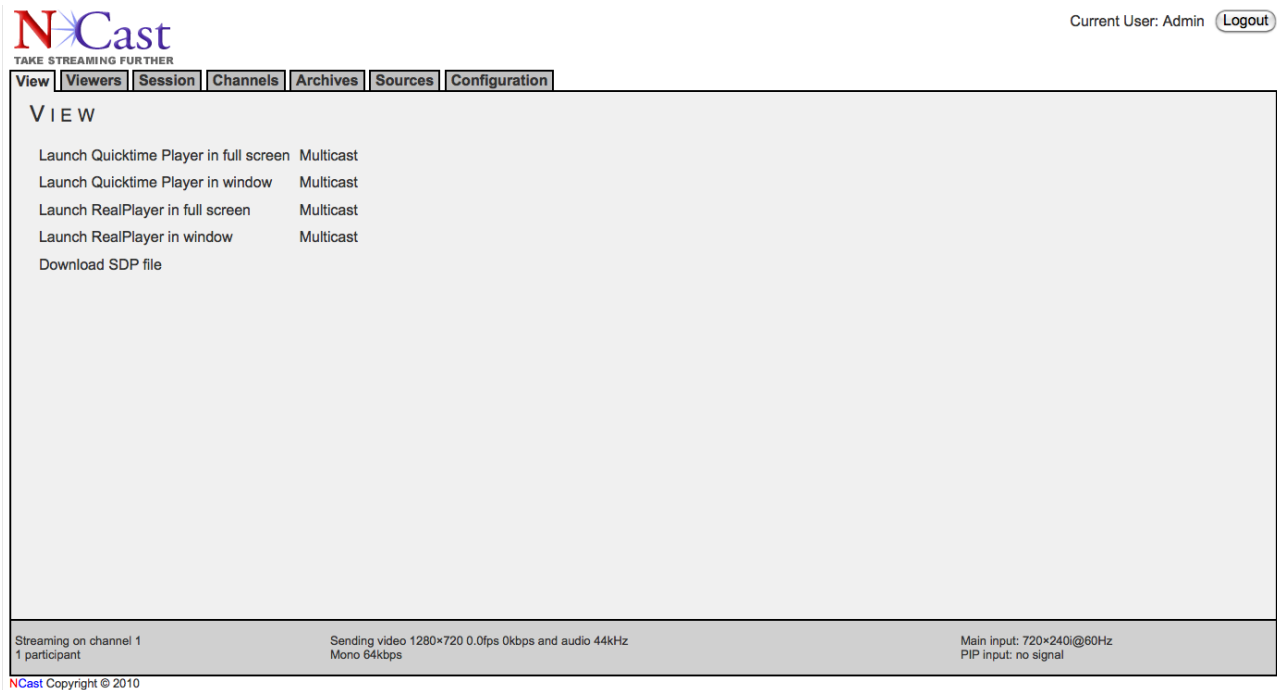 NCast
TAKE STREAMING FURTHER
Current User: Admin Logout
View Viewers Session Channels Archives Sources Configuration
VIEW
Launch Quicktime Player in full screen Multicast
Launch Quicktime Player in window Multicast
Launch RealPlayer in full screen Multicast
Launch RealPlayer in window Multicast
Download SDP file
Streaming on channel 1
1 participant
Sending video 1280×720 0.0fps 0kbps and audio 44kHz
Mono 64kbps
Main input: 720×240i@60Hz
PIP input: no signal
NCast Copyright © 2010